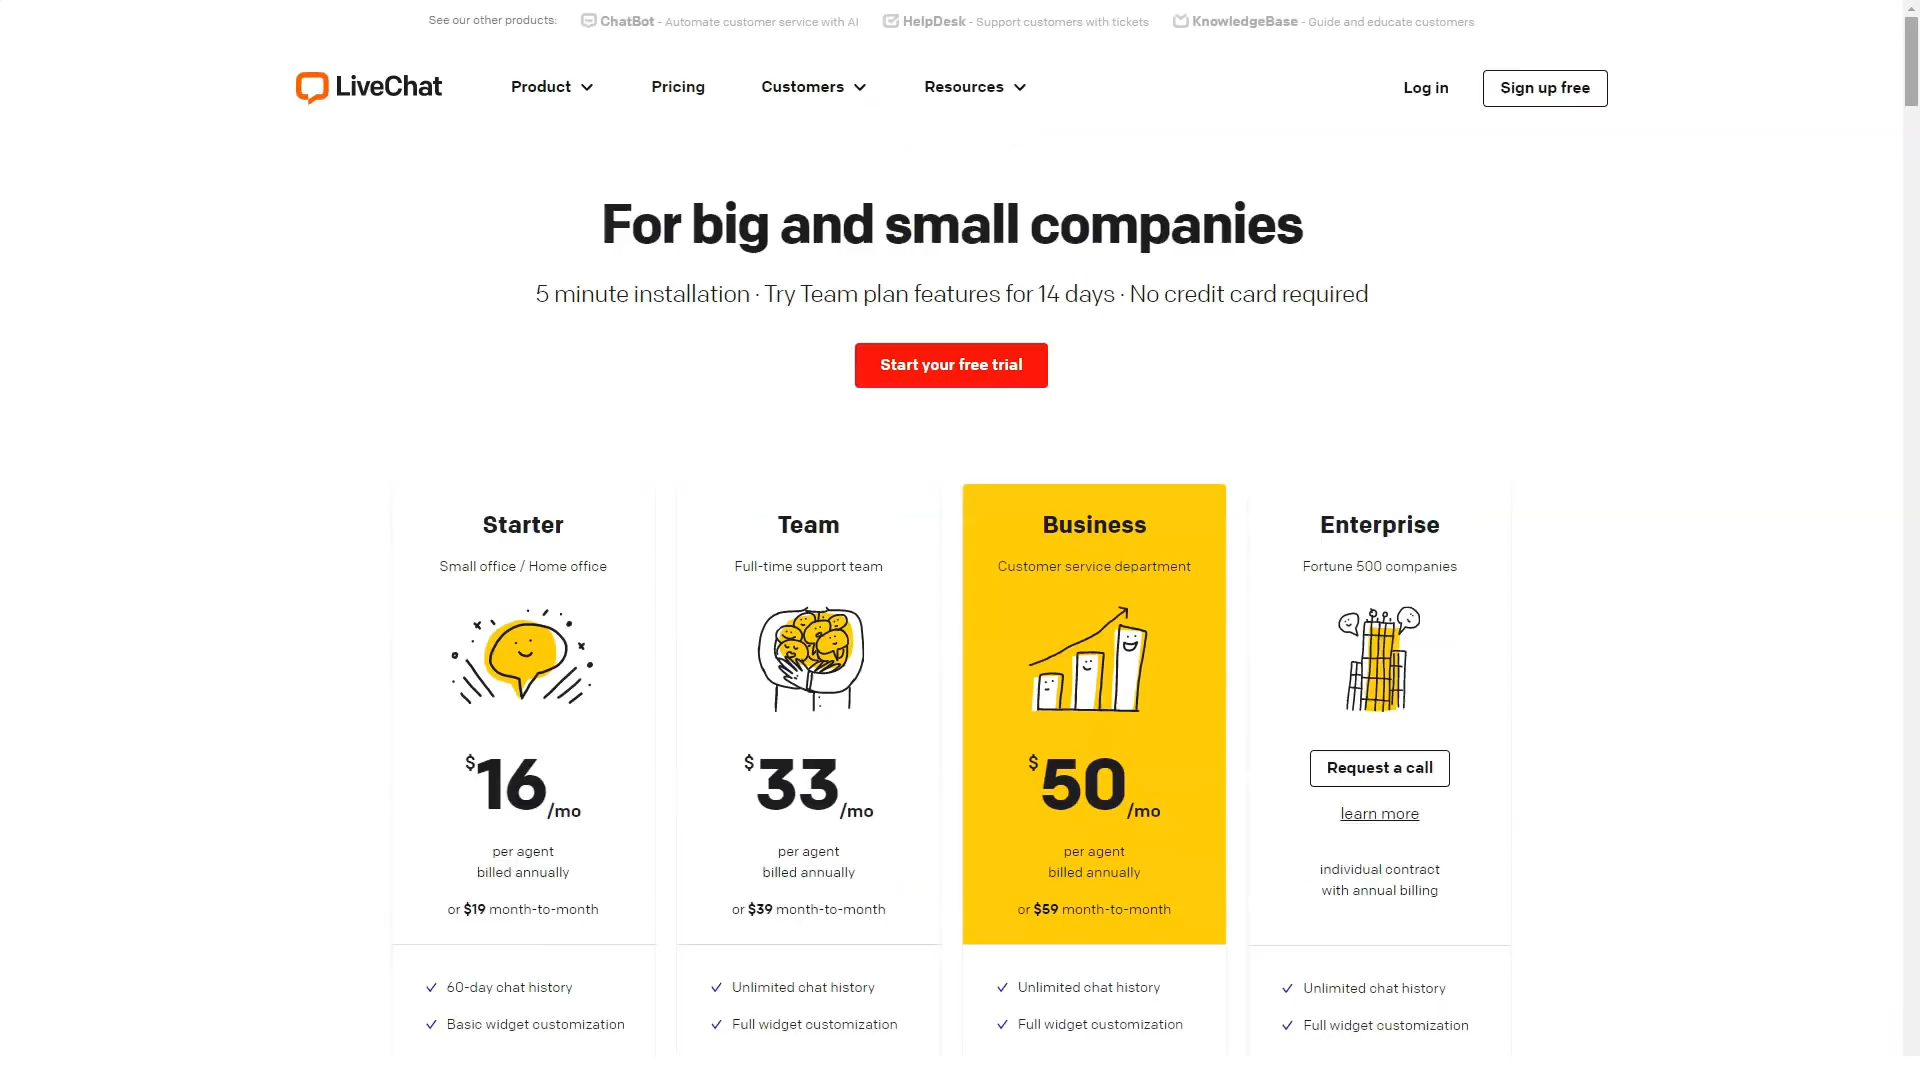 See our other products: ChatBot - Automate customer service with AI HelpDesk - Support customers with tickets KnowledgeBase - Guide and educate customers
LiveChat Product Pricing Customers Resources Log in Sign up free
For big and small companies
5 minute installation · Try Team plan features for 14 days · No credit card required
Start your free trial
Starter
Small office / Home office
$16/mo
per agent
billed annually
or $19 month-to-month
60-day chat history
Basic widget customization
Team
Full-time support team
$33/mo
per agent
billed annually
or $39 month-to-month
Unlimited chat history
Full widget customization
Business
Customer service department
$50/mo
per agent
billed annually
or $59 month-to-month
Unlimited chat history
Full widget customization
Enterprise
Fortune 500 companies
Request a call
learn more
individual contract
with annual billing
Unlimited chat history
Full widget customization